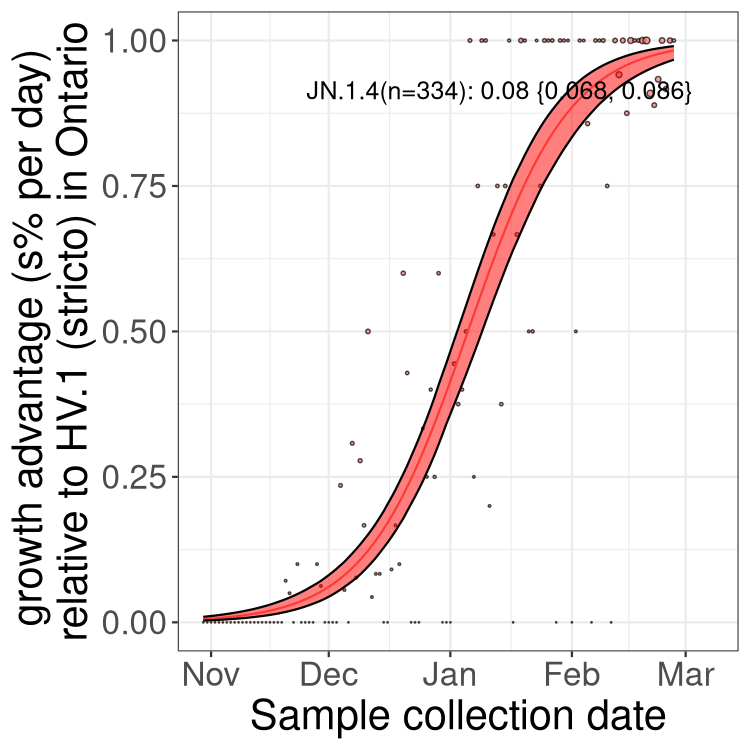 growth advantage (s% per day)
relative to HV.1 (stricto) in Ontario
1.00
JN.1.4(n=334): 0.08 {0.068, 0.086}
0.75
0.50
0.25
0.00
Nov Dec Jan Feb Mar
Sample collection date